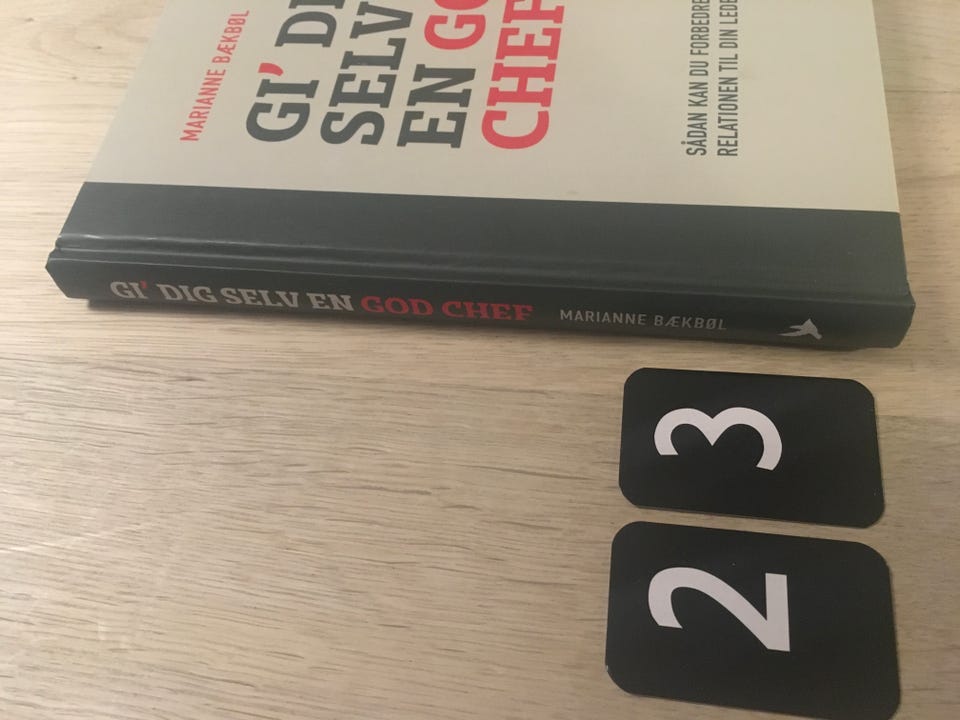 MARIANNE BÆKBØL
GI' DI
SELV
EN GO
CHEF
SÅDAN KAN DU FORBEDRE
RELATIONEN TIL DIN LEDE
GI' DIG SELV EN GOD CHEF MARIANNE BÆKBØL
3
2